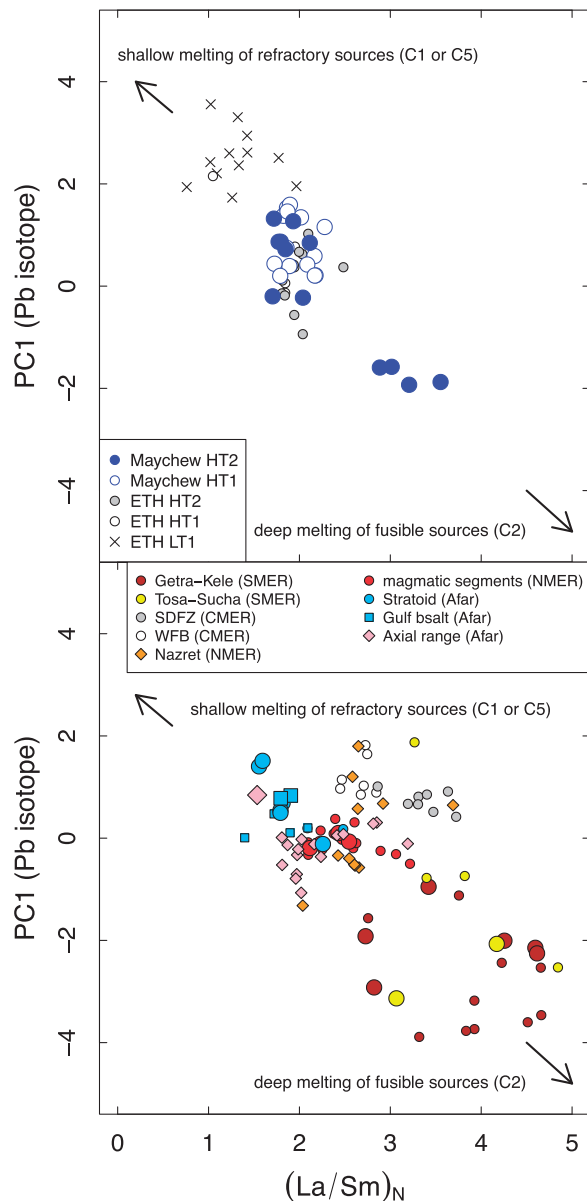 shallow melting of refractory sources (C1 or C5)
4
2
0
−2
−4
PC1 (Pb isotope)
Maychew HT2
Maychew HT1
ETH HT2
ETH HT1
ETH LT1
deep melting of fusible sources (C2)
Getra−Kele (SMER)
Tosa−Sucha (SMER)
SDFZ (CMER)
WFB (CMER)
Nazret (NMER)
magmatic segments (NMER)
Stratoid (Afar)
Gulf bsalt (Afar)
Axial range (Afar)
shallow melting of refractory sources (C1 or C5)
4
2
0
−2
−4
PC1 (Pb isotope)
deep melting of fusible sources (C2)
0 1 2 3 4 5
(La/Sm)N